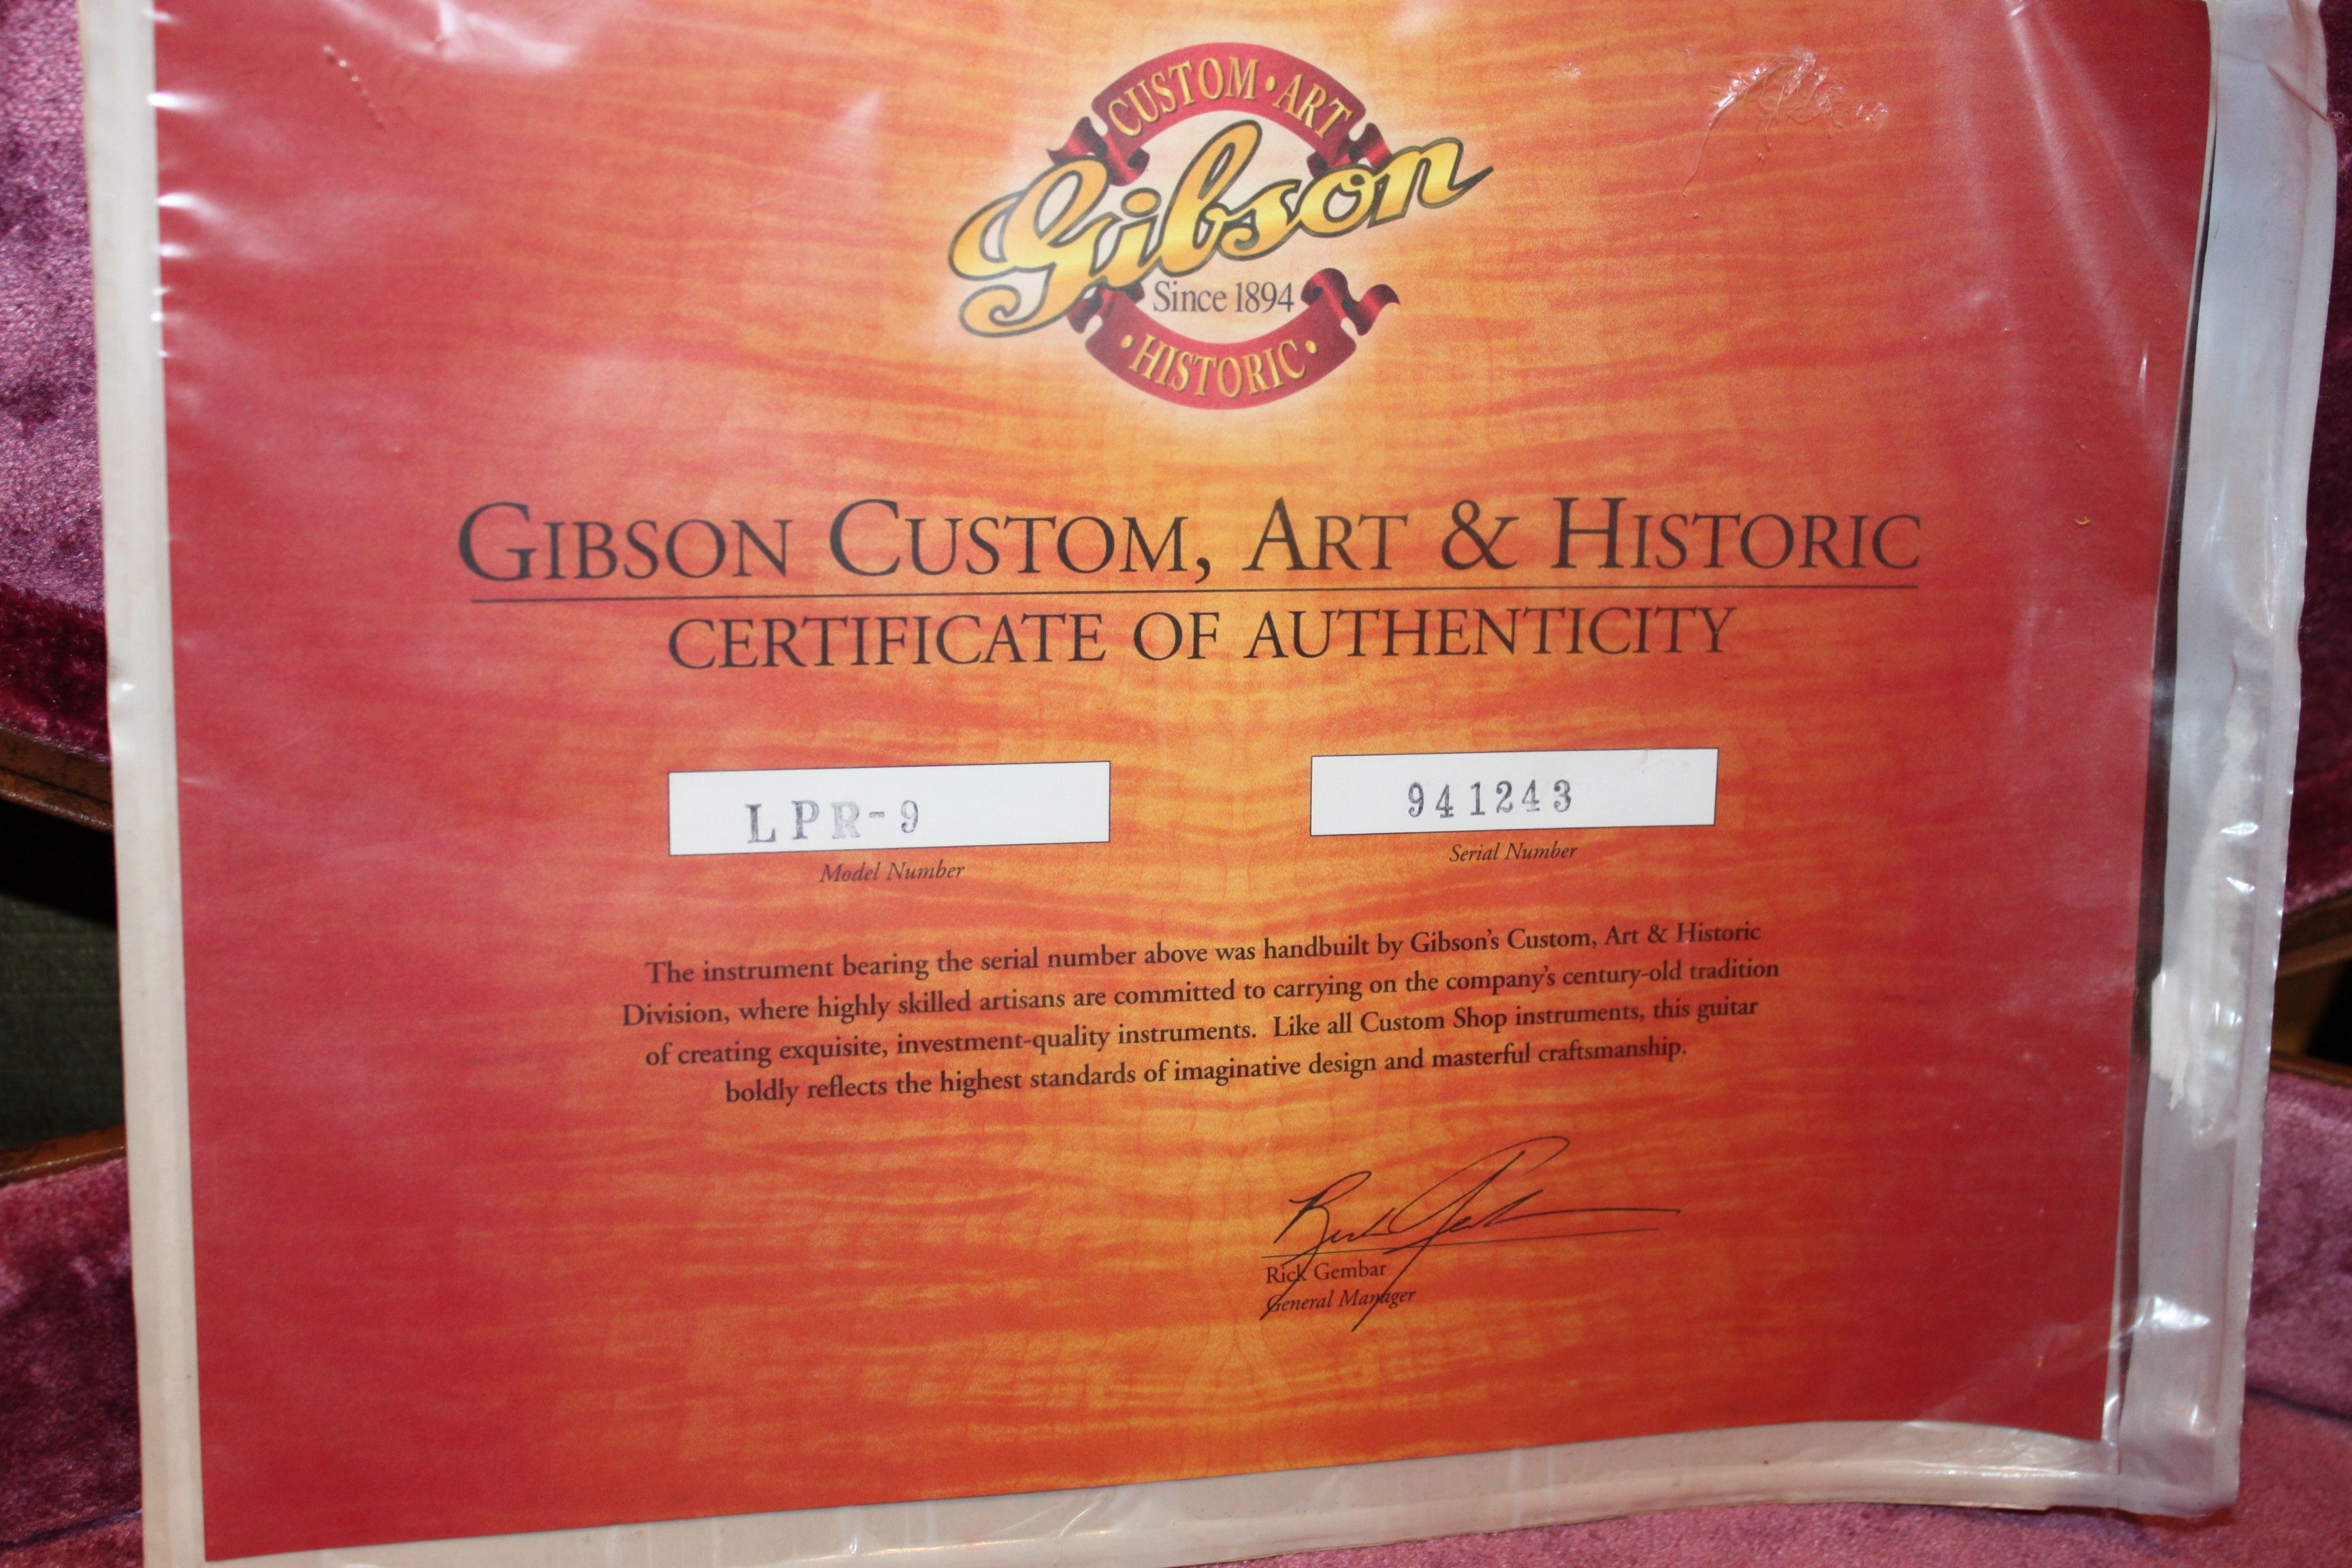 CUSTOM • ART
Gibson
Since 1894
• HISTORIC •
GIBSON CUSTOM, ART & HISTORIC
CERTIFICATE OF AUTHENTICITY
LPR-9
941243
Model Number
Serial Number
The instrument bearing the serial number above was handbuilt by Gibson's Custom, Art & Historic
Division, where highly skilled artisans are committed to carrying on the company's century-old tradition
of creating exquisite, investment-quality instruments. Like all Custom Shop instruments, this guitar
boldly reflects the highest standards of imaginative design and masterful craftsmanship.
Rick Gembar
General Manager